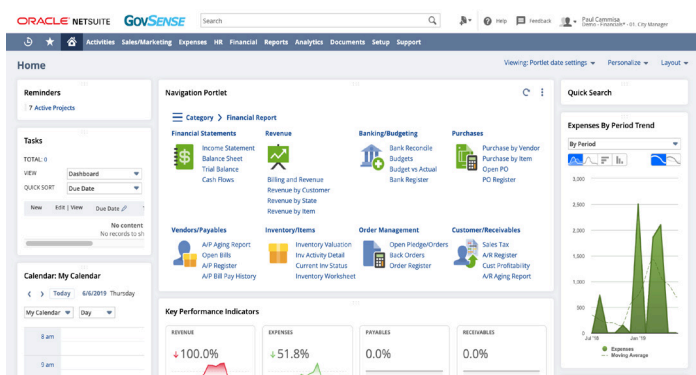 ORACLE NETSUITE GOVSENSE Search Help Feedback Paul Cammisa
Demo - Financials* - 01. City Manager
Activities Sales/Marketing Expenses HR Financial Reports Analytics Documents Setup Support
Home
Viewing: Portlet date settings Personalize Layout
Reminders
7 Active Projects
Tasks
TOTAL: 0
VIEW Dashboard
QUICK SORT Due Date
New Edit | View Due Date
No content
No records to sh
Calendar: My Calendar
Today 6/6/2019 Thursday
My Calendar Day
8 am
9 am
Navigation Portlet
Category > Financial Report
Financial Statements
Income Statement
Balance Sheet
Trial Balance
Cash Flows
Revenue
Billing and Revenue
Revenue by Customer
Revenue by State
Revenue by Item
Banking/Budgeting
Bank Reconcile
Budgets
Budget vs Actual
Bank Register
Purchases
Purchase by Vendor
Purchase by Item
Open PO
PO Register
Vendors/Payables
A/P Aging Report
Open Bills
A/P Register
A/P Bill Pay History
Inventory/Items
Inventory Valuation
Inv Activity Detail
Current Inv Status
Inventory Worksheet
Order Management
Open Pledge/Orders
Back Orders
Order Register
Customer/Receivables
Sales Tax
A/R Register
Cust Profitability
A/R Aging Report
Key Performance Indicators
REVENUE
100.0%
EXPENSES
51.8%
PAYABLES
0.0%
RECEIVABLES
0.0%
Quick Search
Expenses By Period Trend
By Period
3,000
2,500
2,000
1,500
1,000
500
0
Jul '18 Jan '19
Expenses
Moving Average